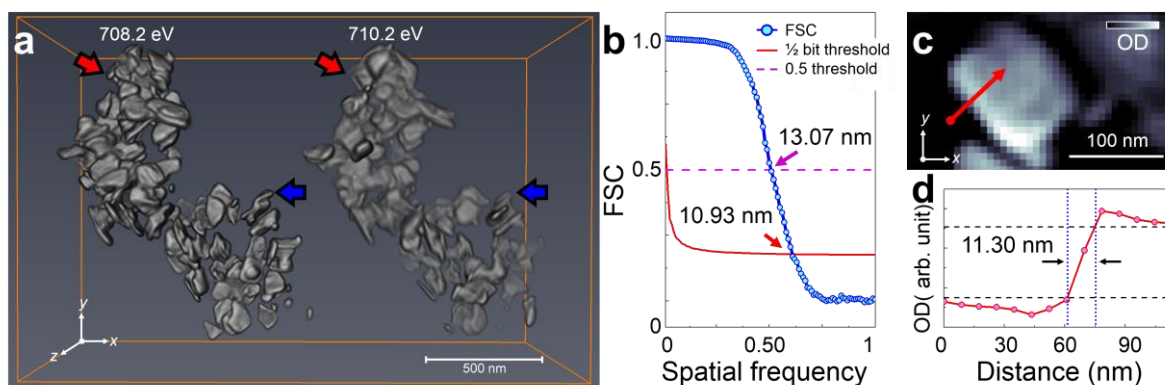 a
708.2 eV
710.2 eV
y
z
x
500 nm
b
1.0
FSC
½ bit threshold
0.5 threshold
13.07 nm
0.5
10.93 nm
FSC
0
0
0.50
1
Spatial frequency
c
OD
y
x
100 nm
d
11.30 nm
OD( arb. unit)
0
30
60
90
Distance (nm)